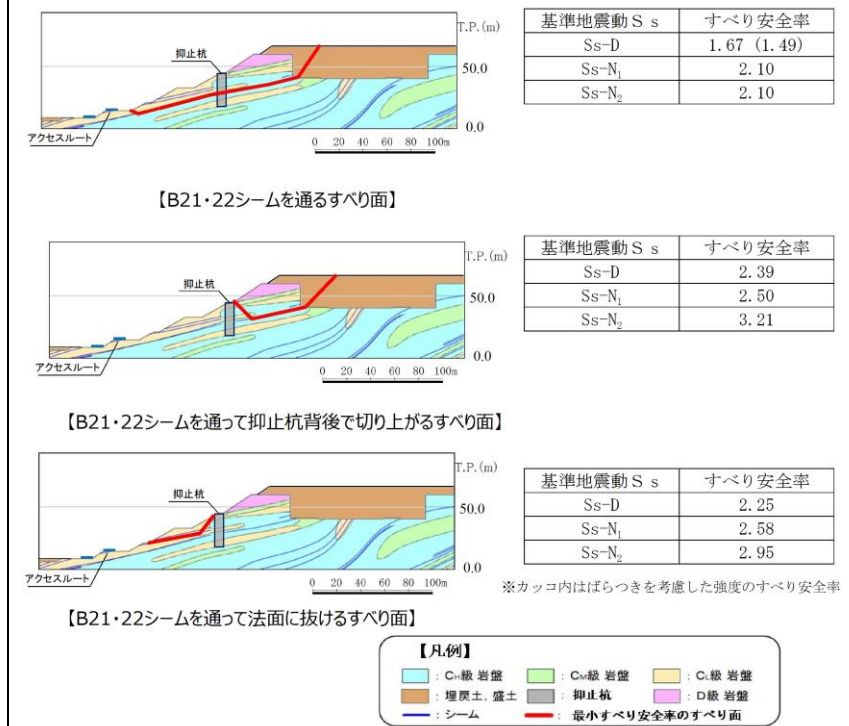 T.P.(m)
抑止杭
50.0
0.0
アクセスルート
0 20 40 60 80 100m
基準地震動Ss すべり安全率
Ss-D 1.67 (1.49)
Ss-N₁ 2.10
Ss-N₂ 2.10
【B21・22シームを通るすべり面】
T.P.(m)
抑止杭
50.0
0.0
アクセスルート
0 20 40 60 80 100m
基準地震動Ss すべり安全率
Ss-D 2.39
Ss-N₁ 2.50
Ss-N₂ 3.21
【B21・22シームを通って抑止杭背後で切り上がるすべり面】
T.P.(m)
抑止杭
50.0
0.0
アクセスルート
0 20 40 60 80 100m
基準地震動Ss すべり安全率
Ss-D 2.25
Ss-N₁ 2.58
Ss-N₂ 2.95
※カッコ内はばらつきを考慮した強度のすべり安全率
【B21・22シームを通って法面に抜けるすべり面】
【凡例】
: CH級 岩盤 : CM級 岩盤 : CL級 岩盤
: 埋戻土, 盛土 : 抑止杭 : D級 岩盤
: シーム : 最小すべり安全率のすべり面